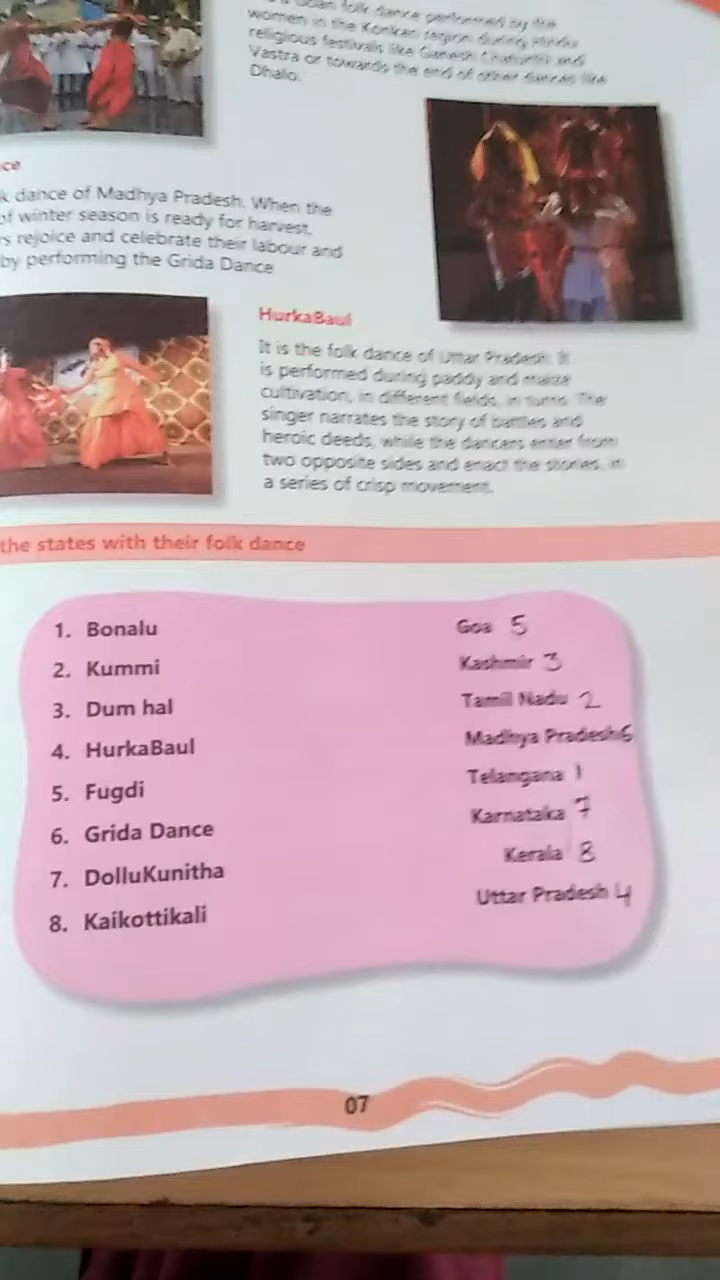 Goan folk dance performed by the
women in the Konkan region during Hindu
religious festivals like Ganesh Chaturthi and
Vastra or towards the end of other dances like
Dhalo.
ce
k dance of Madhya Pradesh. When the
of winter season is ready for harvest,
rs rejoice and celebrate their labour and
by performing the Grida Dance
HurkaBaul
It is the folk dance of Uttar Pradesh. It
is performed during paddy and maize
cultivation, in different fields, in turns. The
singer narrates the story of battles and
heroic deeds, while the dancers enter from
two opposite sides and enact the stories, in
a series of crisp movement.
the states with their folk dance
1. Bonalu Goa 5
2. Kummi Kashmir 3
3. Dum hal Tamil Nadu 2
4. HurkaBaul Madhya Pradesh 6
5. Fugdi Telangana 1
6. Grida Dance Karnataka 7
7. DolluKunitha Kerala 8
8. Kaikottikali Uttar Pradesh 4
07